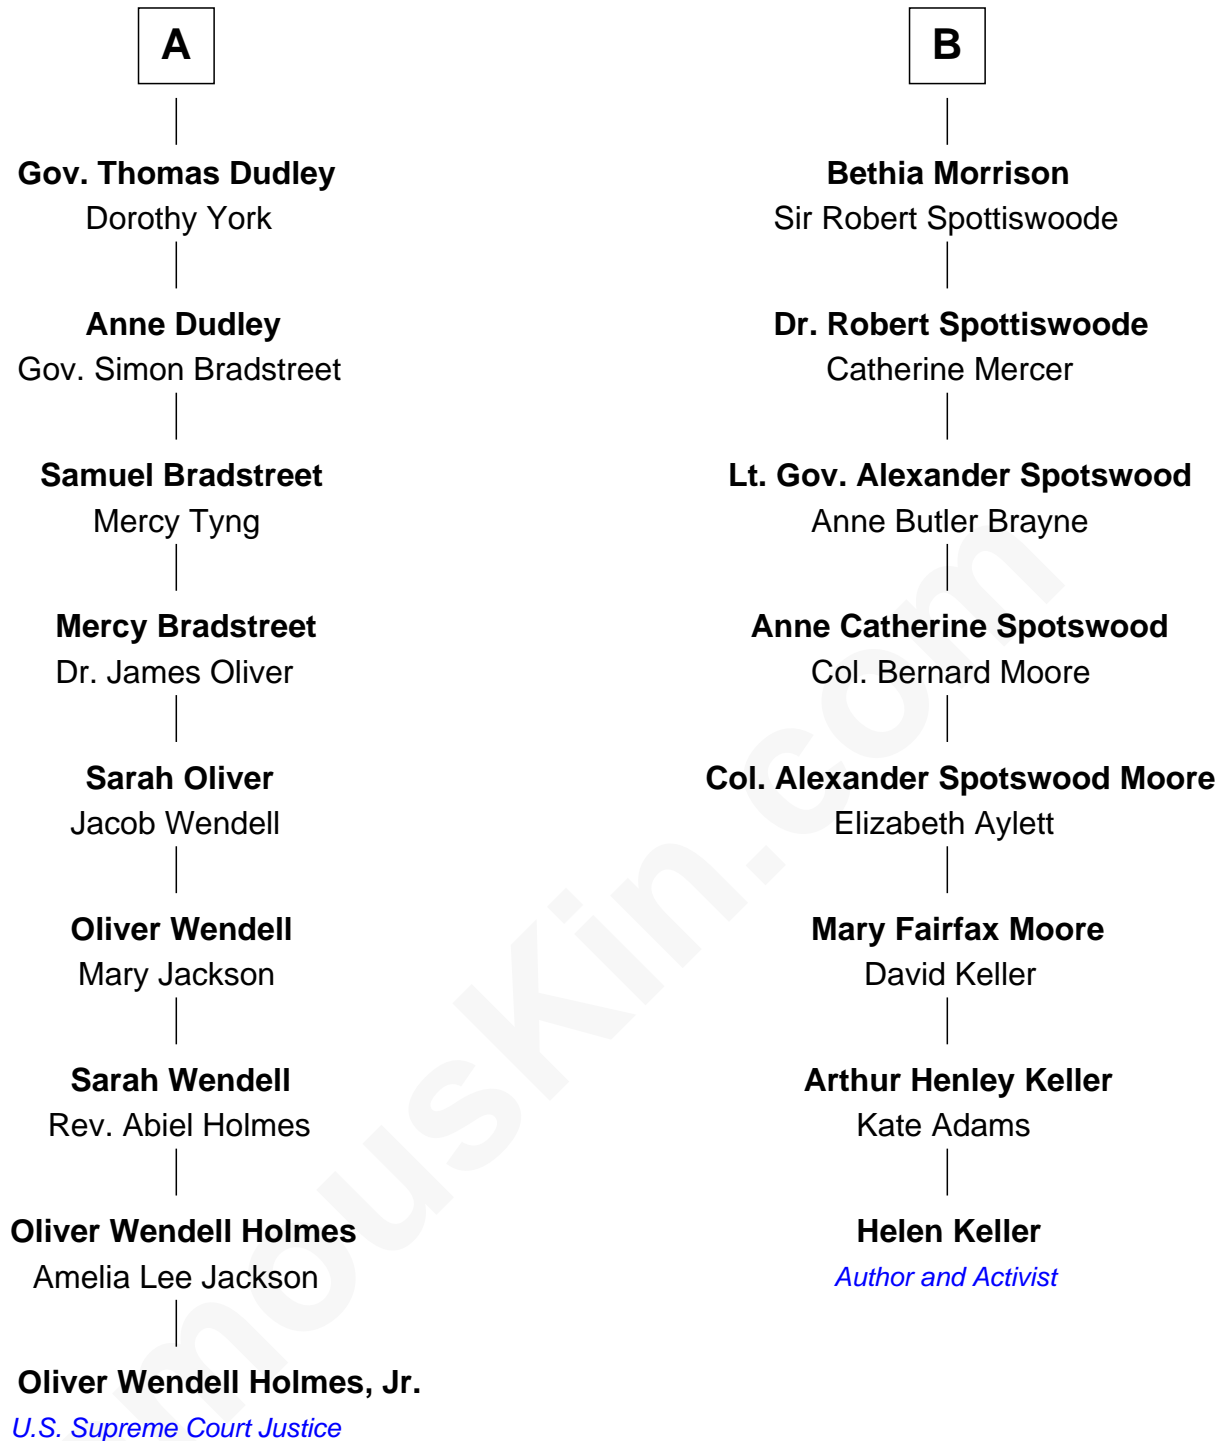 A
Gov. Thomas Dudley
Dorothy York
Anne Dudley
Gov. Simon Bradstreet
Samuel Bradstreet
Mercy Tyng
Mercy Bradstreet
Dr. James Oliver
Sarah Oliver
Jacob Wendell
Oliver Wendell
Mary Jackson
Sarah Wendell
Rev. Abiel Holmes
Oliver Wendell Holmes
Amelia Lee Jackson
Oliver Wendell Holmes, Jr.
U.S. Supreme Court Justice
B
Bethia Morrison
Sir Robert Spottiswoode
Dr. Robert Spottiswoode
Catherine Mercer
Lt. Gov. Alexander Spotswood
Anne Butler Brayne
Anne Catherine Spotswood
Col. Bernard Moore
Col. Alexander Spotswood Moore
Elizabeth Aylett
Mary Fairfax Moore
David Keller
Arthur Henley Keller
Kate Adams
Helen Keller
Author and Activist
mousKin.com